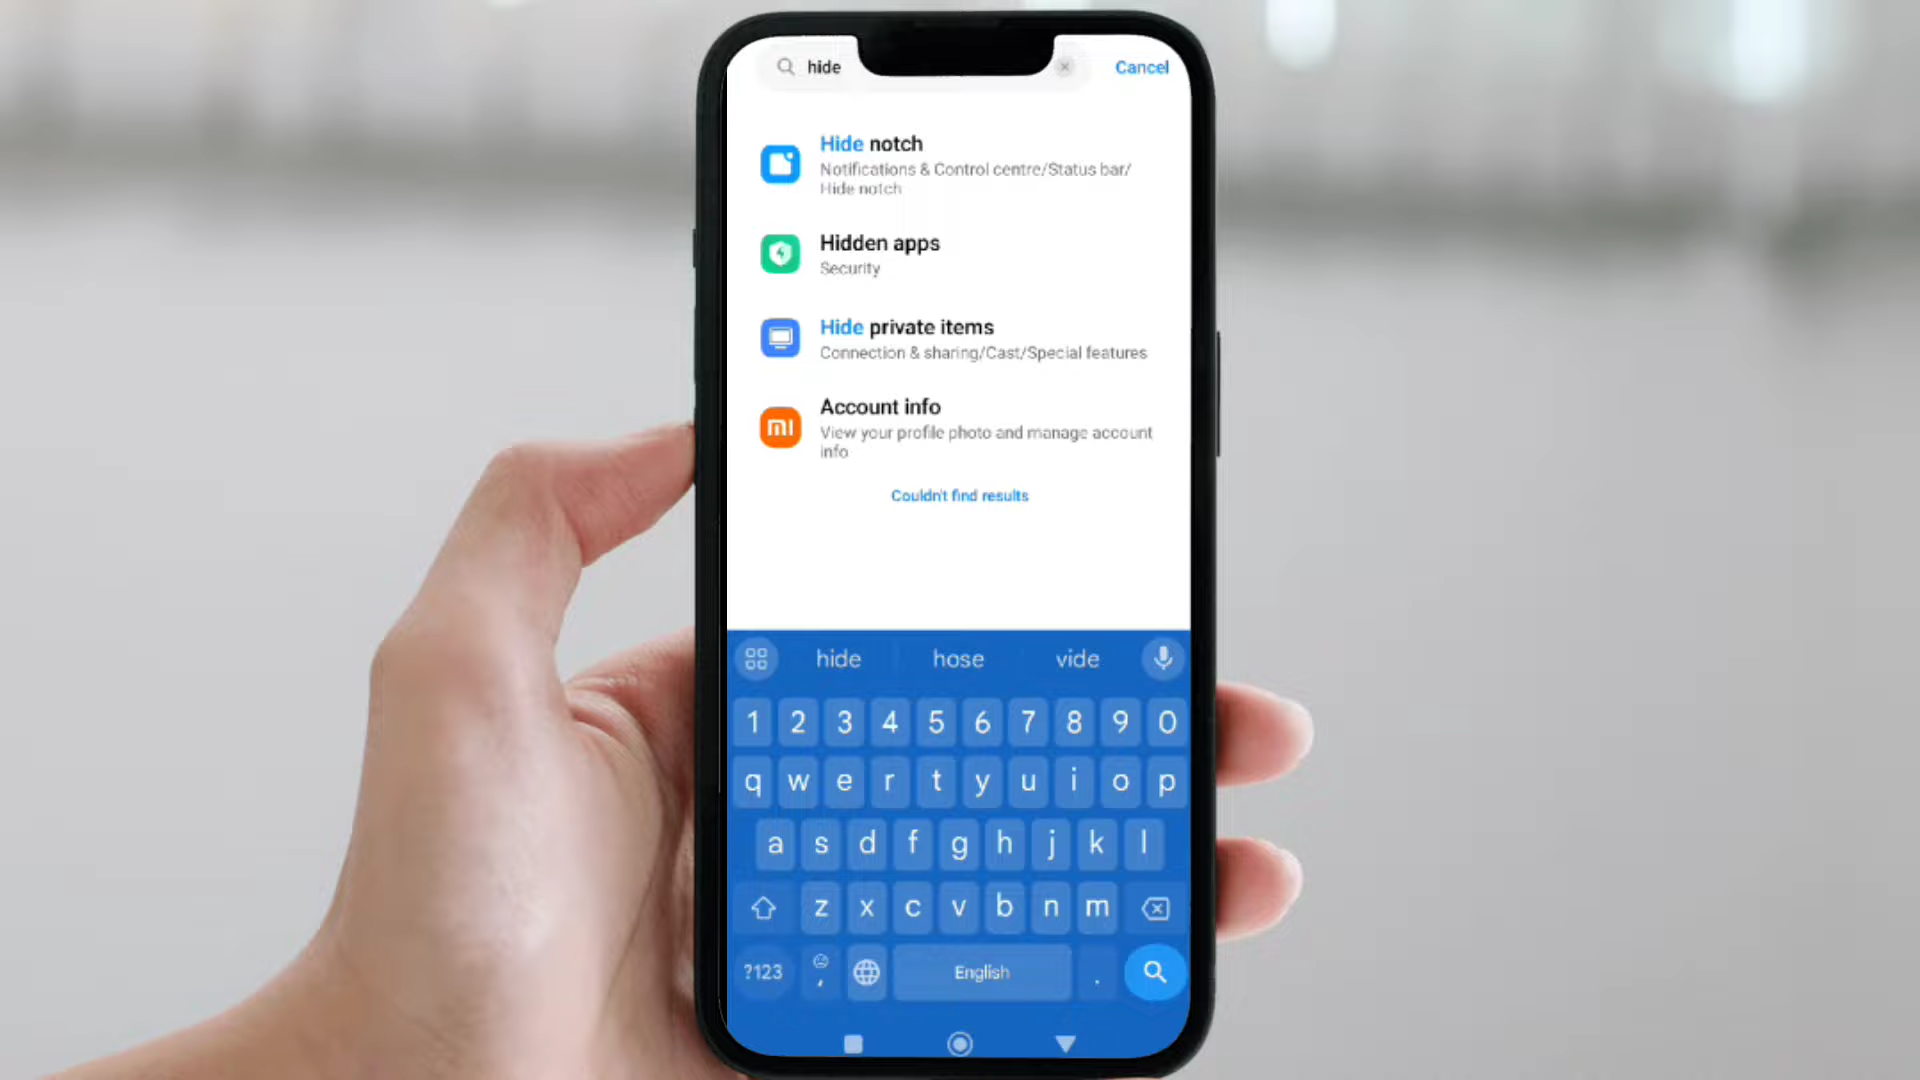 hide
Cancel
Hide notch
Notifications & Control centre/Status bar/
Hide notch
Hidden apps
Security
Hide private items
Connection & sharing/Cast/Special features
mi
Account info
View your profile photo and manage account
info
Couldn't find results
hide hose vide
1 2 3 4 5 6 7 8 9 0
q w e r t y u i o p
a s d f g h j k l
z x c v b n m
?123 , English .